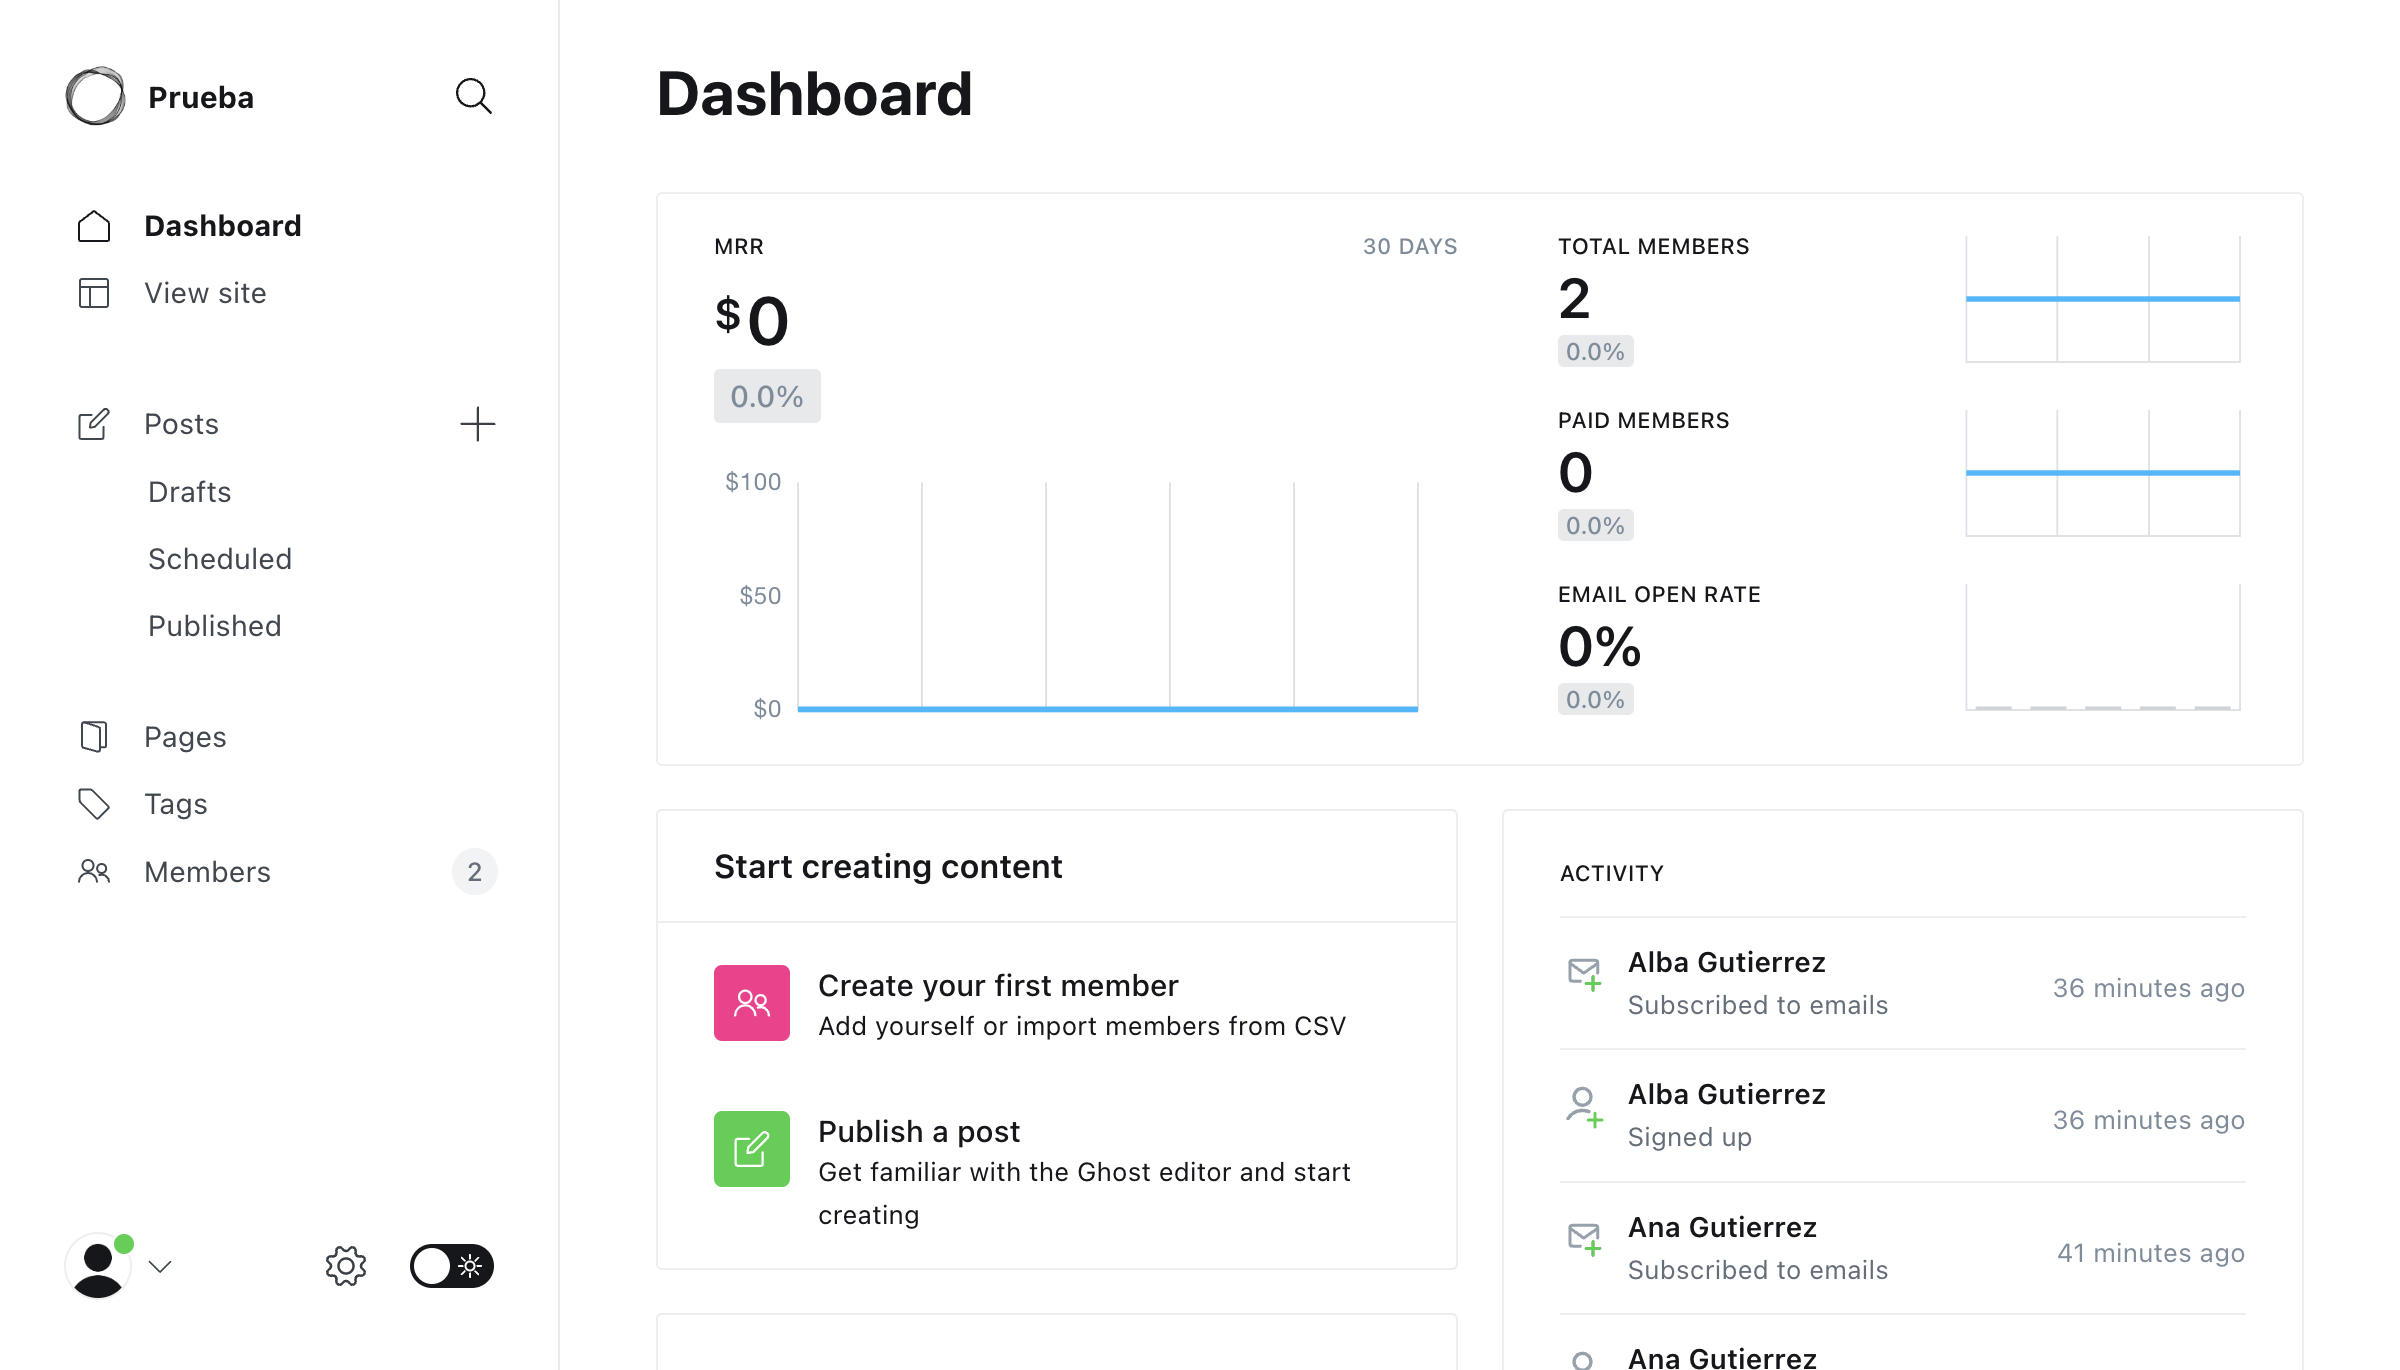 Prueba
Dashboard
View site
Posts
Drafts
Scheduled
Published
Pages
Tags
Members
2
Dashboard
MRR
30 DAYS
$0
0.0%
$100
$50
$0
TOTAL MEMBERS
2
0.0%
PAID MEMBERS
0
0.0%
EMAIL OPEN RATE
0%
0.0%
Start creating content
Create your first member
Add yourself or import members from CSV
Publish a post
Get familiar with the Ghost editor and start
creating
ACTIVITY
Alba Gutierrez
Subscribed to emails
36 minutes ago
Alba Gutierrez
Signed up
36 minutes ago
Ana Gutierrez
Subscribed to emails
41 minutes ago
Ana Gutierrez